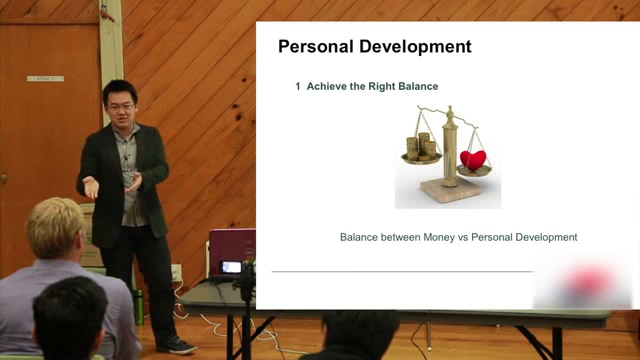 Personal Development
1 Achieve the Right Balance
Balance between Money vs Personal Development